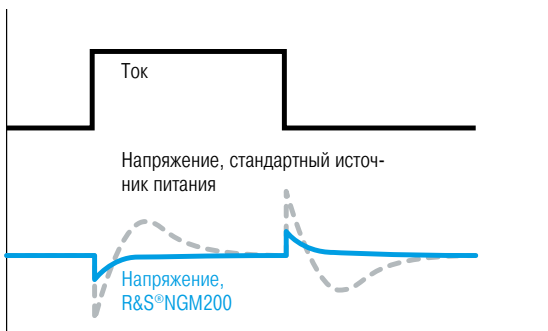 Ток
Напряжение, стандартный источ-
ник питания
Напряжение,
R&S®NGM200